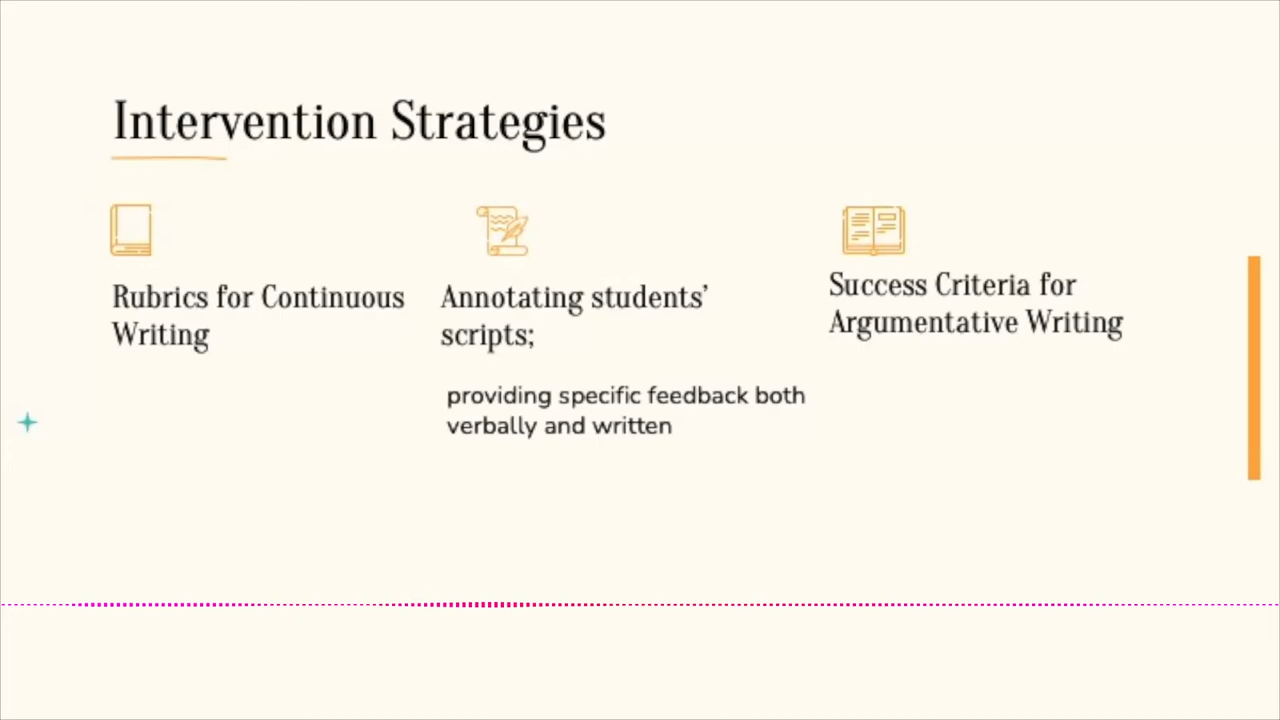 Intervention Strategies
Rubrics for Continuous
Writing
Annotating students’
scripts;
providing specific feedback both
verbally and written
Success Criteria for
Argumentative Writing